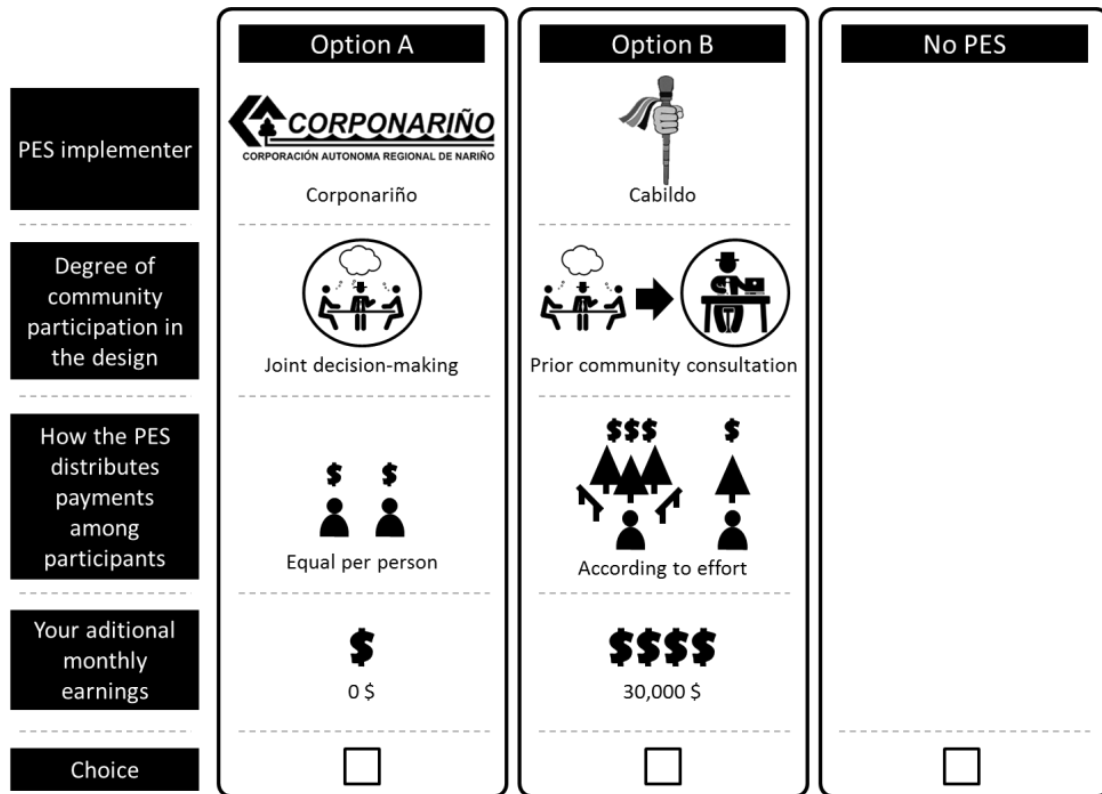 Option A
Option B
No PES
PES implementer
CORPONARIÑO
CORPORACIÓN AUTONOMA REGIONAL DE NARIÑO
Corponariño
Cabildo
Degree of
community
participation in
the design
Joint decision-making
Prior community consultation
How the PES
distributes
payments
among
participants
$ $
$$$ $
Equal per person
According to effort
Your aditional
monthly
earnings
$
$$$$
0 $
30,000 $
Choice